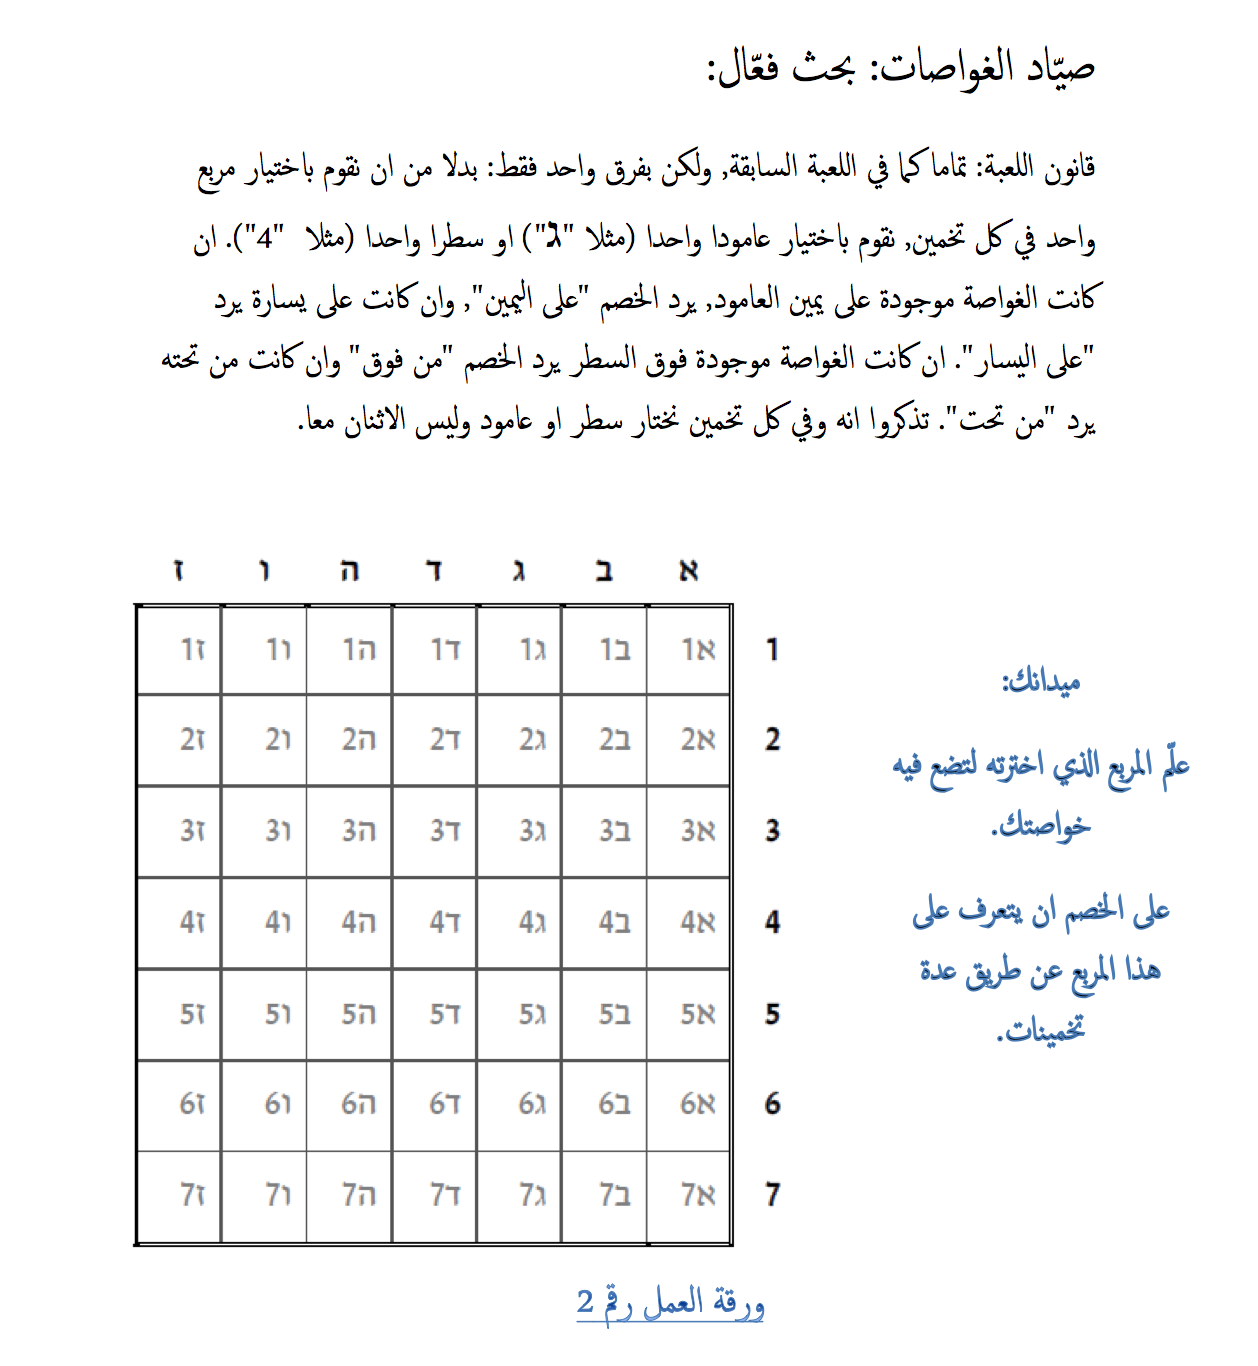 صيّاد الغواصات: بحث فعّال:
قانون اللعبة: تماما كما في اللعبة السابقة, ولكن بفرق واحد فقط: بدلا من ان نقوم باختيار مربع
واحد في كل تخمين, نقوم باختيار عامودا واحدا (مثلا "ג") او سطرا واحدا (مثلا "4"). ان
كانت الغواصة موجودة على يمين العامود, يرد الخصم "على اليمين", وان كانت على يسارة يرد
"على اليسار". ان كانت الغواصة موجودة فوق السطر يرد الخصم "من فوق" وان كانت من تحته
يرد "من تحت". تذكروا انه وفي كل تخمين نختار سطر او عامود وليس الاثنان معا.
א ב ג ד ה ו ז
1 א1 ב1 ג1 ד1 ה1 ו1 ז1
2 א2 ב2 ג2 ד2 ה2 ו2 ז2
3 א3 ב3 ג3 ד3 ה3 ו3 ז3
4 א4 ב4 ג4 ד4 ה4 ו4 ז4
5 א5 ב5 ג5 ד5 ה5 ו5 ז5
6 א6 ב6 ג6 ד6 ה6 ו6 ז6
7 א7 ב7 ג7 ד7 ה7 ו7 ז7
ميدانك:
علّم المربع الذي اخترته لتضع فيه
خواصتك.
على الخصم ان يتعرف على
هذا المربع عن طريق عدة
تخمينات.
ورقة العمل رقم 2